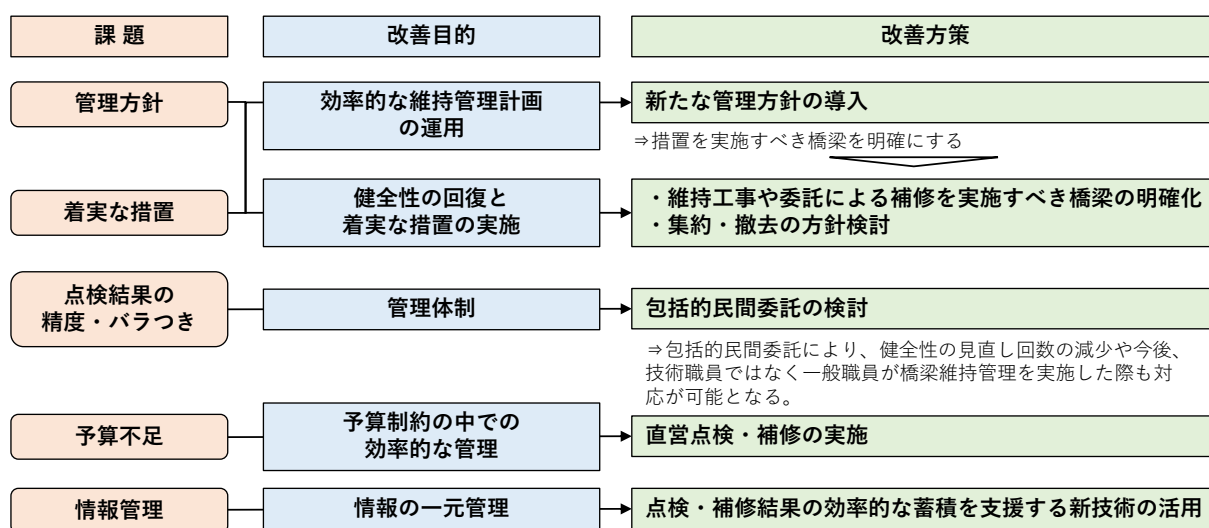 課 題
改善目的
改善方策
管理方針
効率的な維持管理計画
の運用
新たな管理方針の導入
⇒措置を実施すべき橋梁を明確にする
着実な措置
健全性の回復と
着実な措置の実施
・維持工事や委託による補修を実施すべき橋梁の明確化
・集約・撤去の方針検討
点検結果の
精度・バラつき
管理体制
包括的民間委託の検討
⇒包括的民間委託により、健全性の見直し回数の減少や今後、
技術職員ではなく一般職員が橋梁維持管理を実施した際も対
応が可能となる。
予算不足
予算制約の中での
効率的な管理
直営点検・補修の実施
情報管理
情報の一元管理
点検・補修結果の効率的な蓄積を支援する新技術の活用